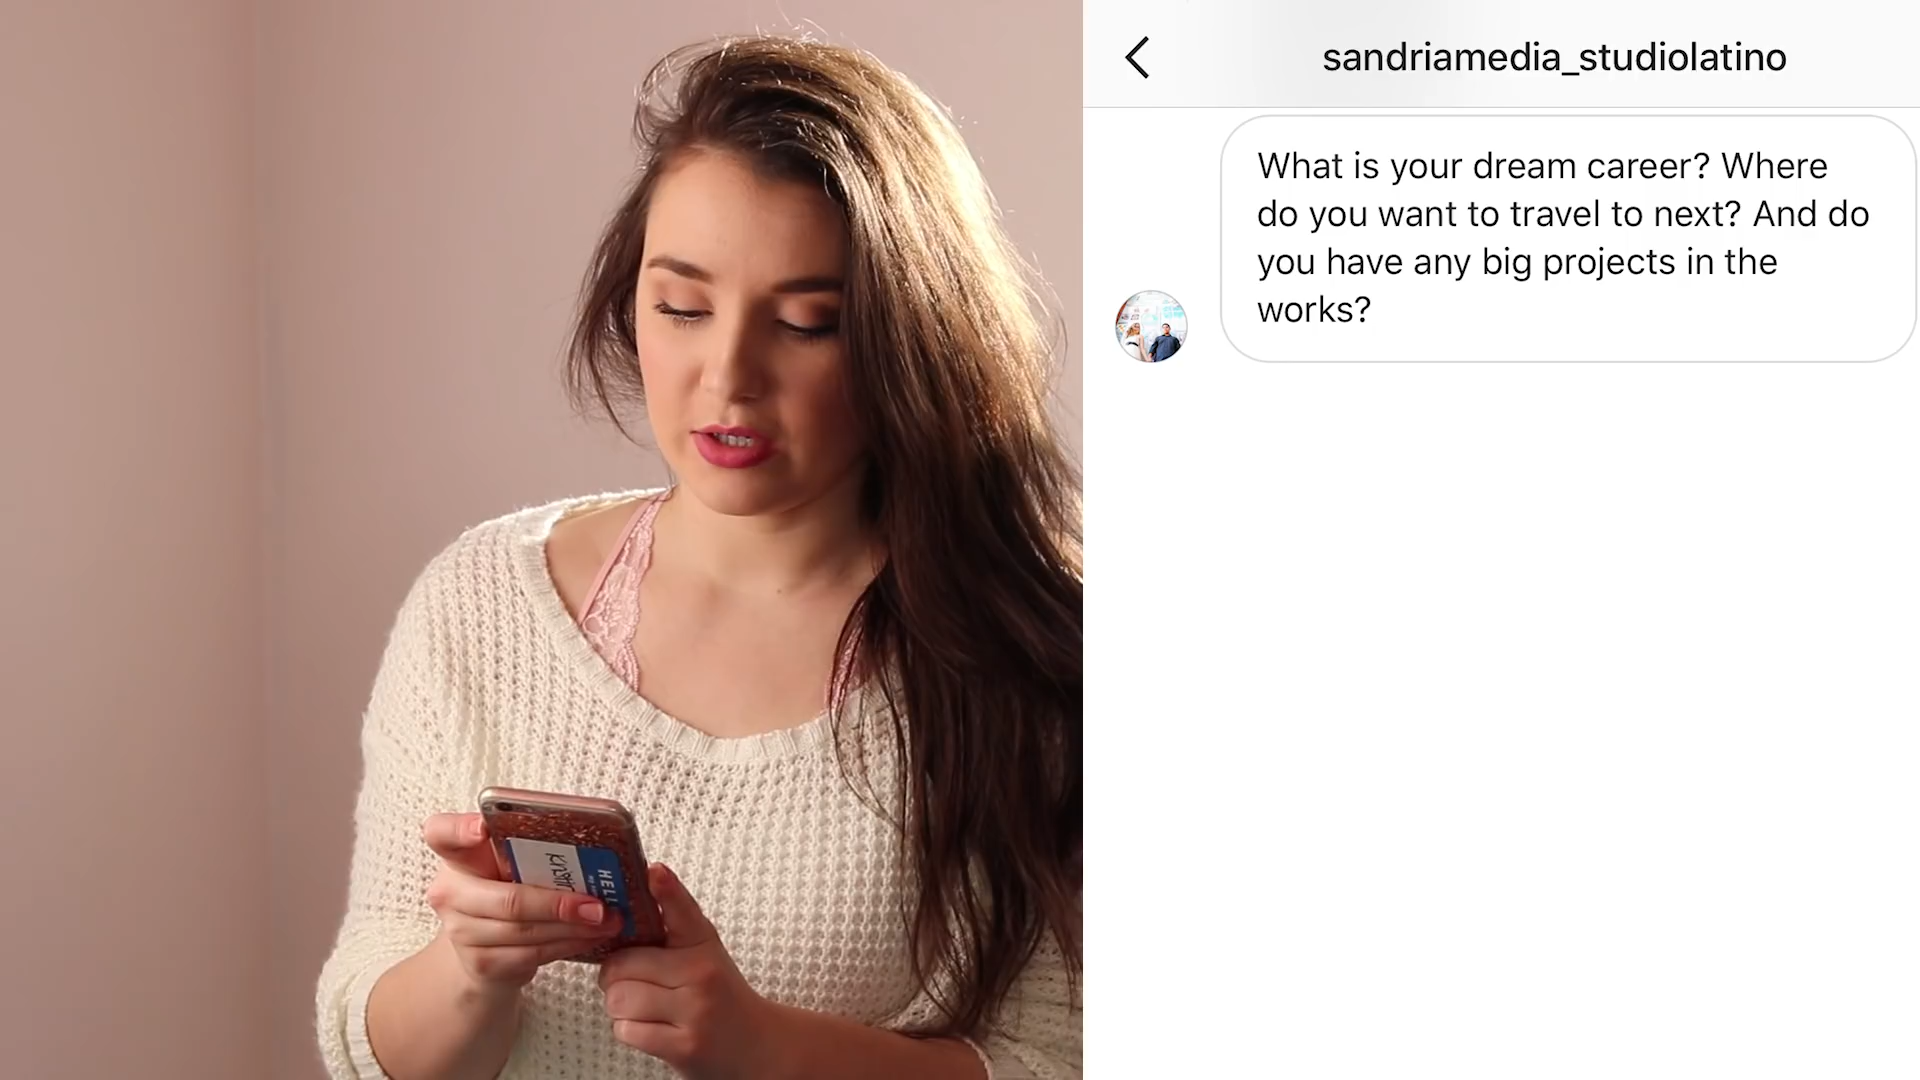 sandriamedia_studiolatino
What is your dream career? Where
do you want to travel to next? And do
you have any big projects in the
works?
HELL